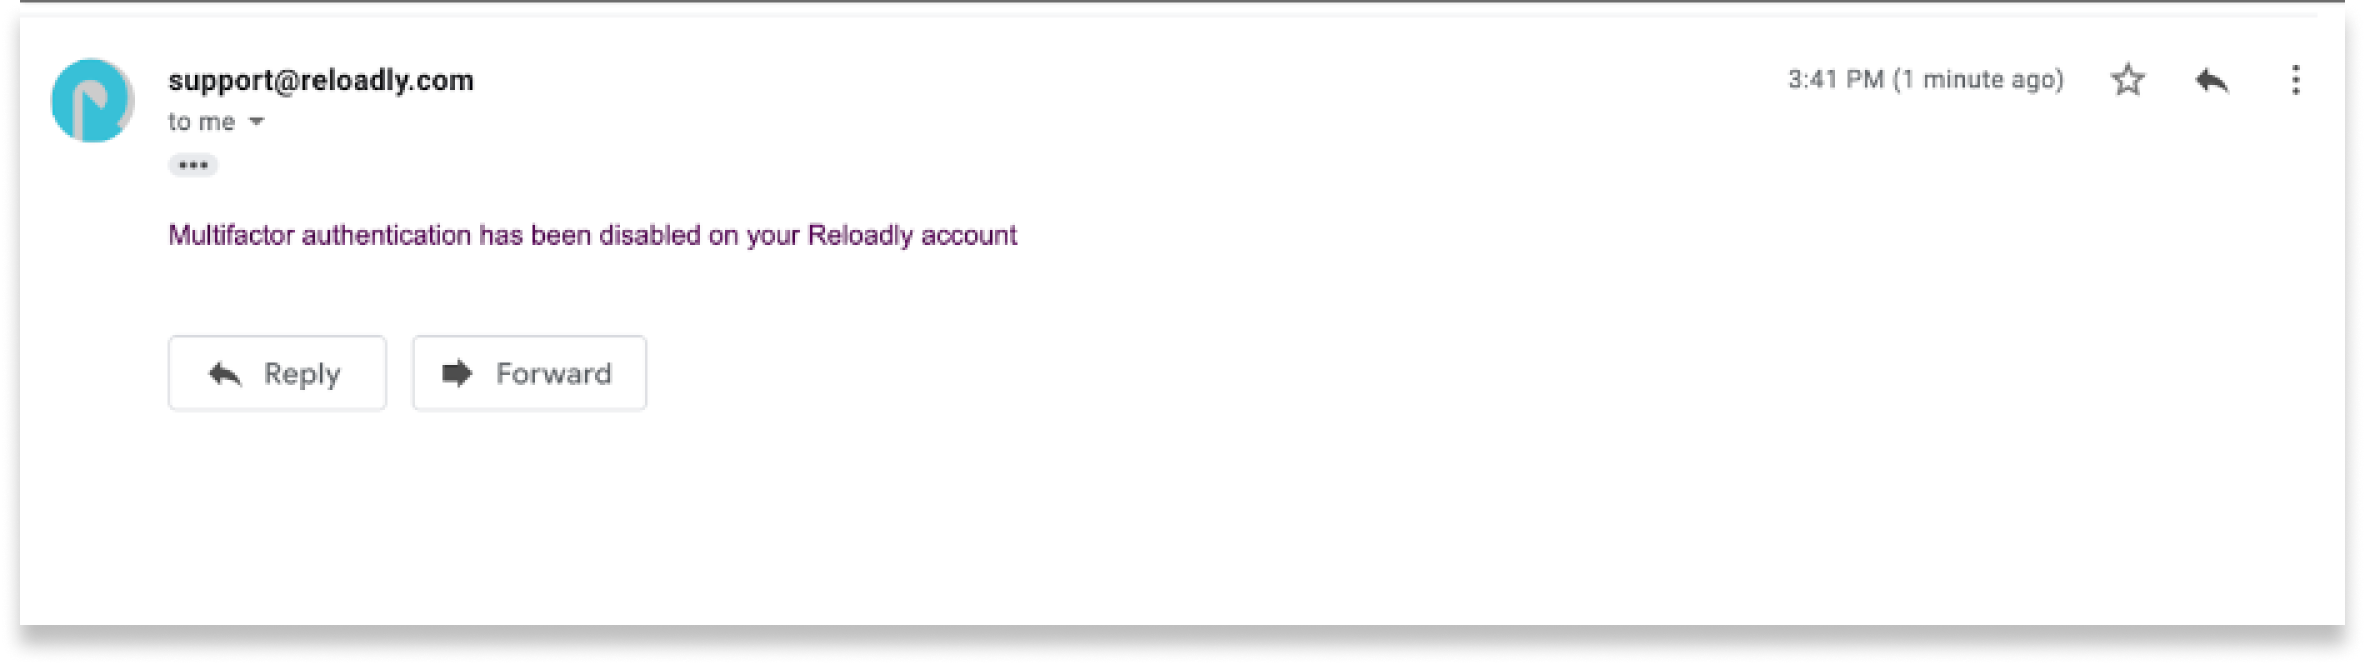 support@reloadly.com 3:41 PM (1 minute ago)
to me
Multifactor authentication has been disabled on your Reloadly account
Reply Forward